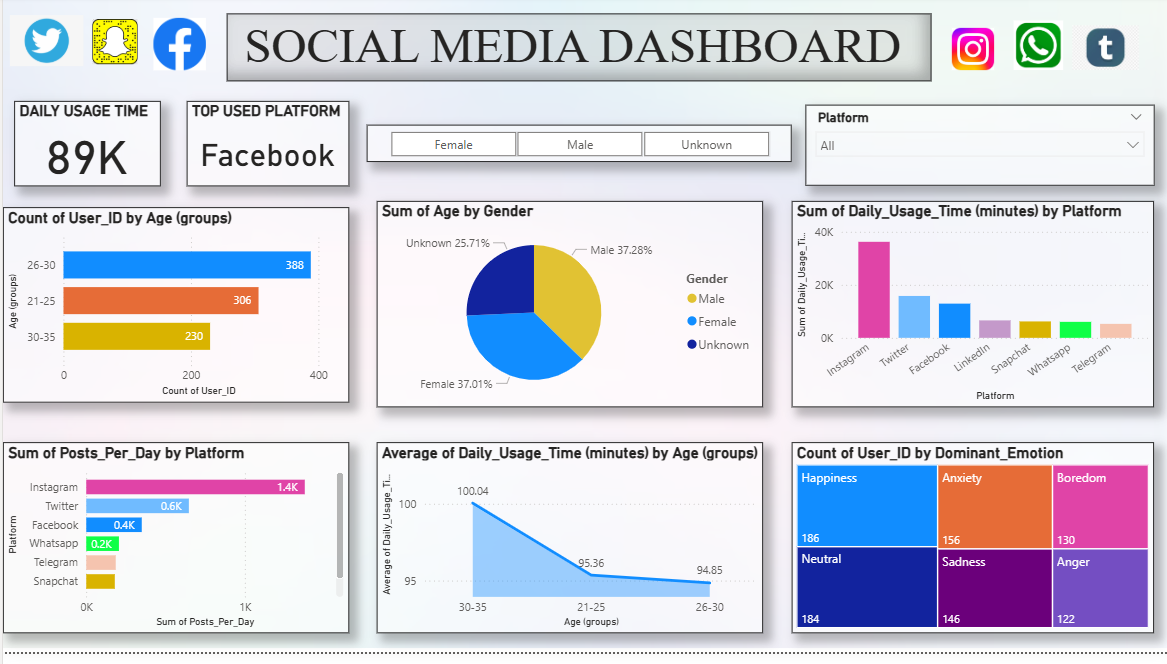 SOCIAL MEDIA DASHBOARD
DAILY USAGE TIME
89K
TOP USED PLATFORM
Facebook
Female
Male
Unknown
Platform
All
Count of User_ID by Age (groups)
Age (groups)
26-30
388
21-25
306
30-35
230
0
200
400
Count of User_ID
Sum of Age by Gender
Unknown 25.71%
Male 37.28%
Female 37.01%
Gender
Male
Female
Unknown
Sum of Daily_Usage_Time (minutes) by Platform
Sum of Daily_Usage_Ti...
40K
20K
0K
Instagram
Twitter
Facebook
LinkedIn
Snapchat
Whatsapp
Telegram
Platform
Sum of Posts_Per_Day by Platform
Platform
Instagram
1.4K
Twitter
0.6K
Facebook
0.4K
Whatsapp
0.2K
Telegram
Snapchat
0K
1K
Sum of Posts_Per_Day
Average of Daily_Usage_Time (minutes) by Age (groups)
Average of Daily_Usage_Ti...
100
95
100.04
95.36
94.85
30-35
21-25
26-30
Age (groups)
Count of User_ID by Dominant_Emotion
Happiness
186
Anxiety
156
Boredom
130
Neutral
184
Sadness
146
Anger
122